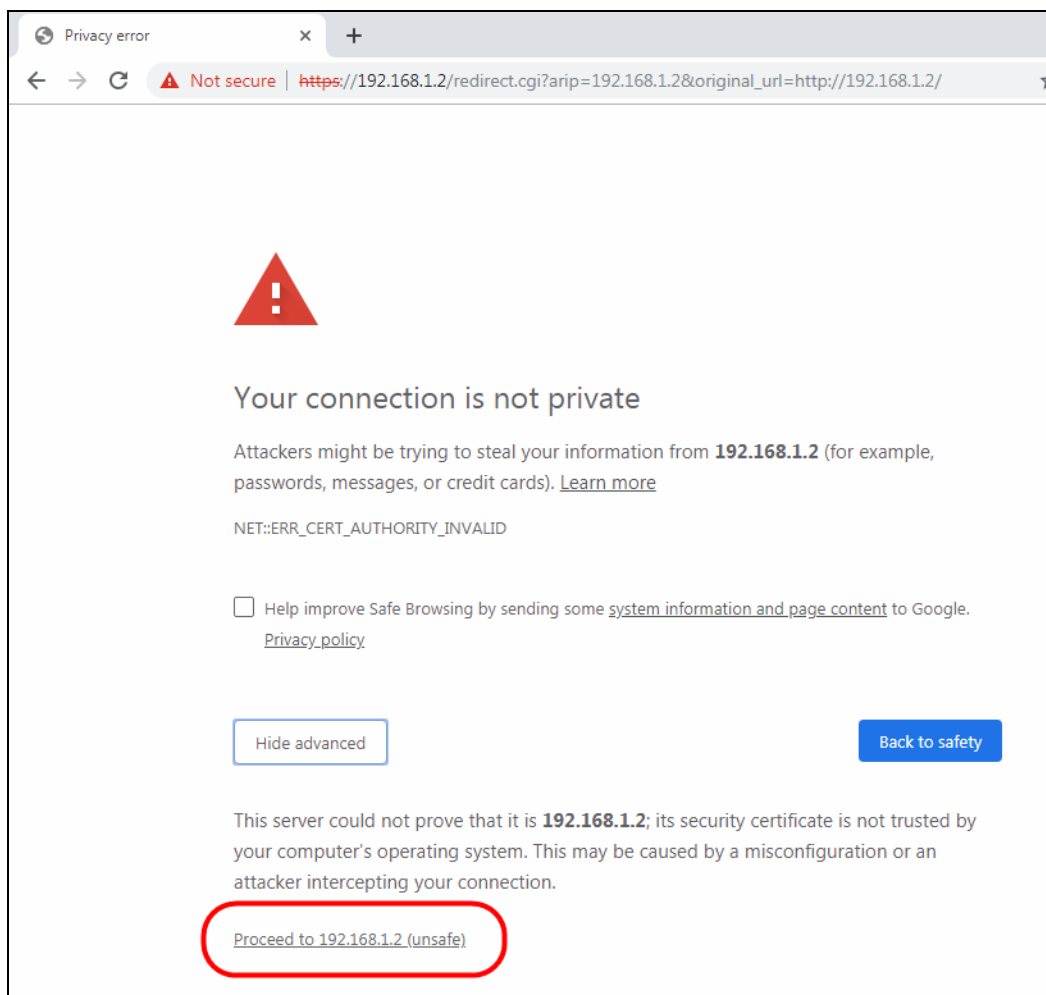 Privacy error
Not secure https://192.168.1.2/redirect.cgi?arip=192.168.1.2&original_url=http://192.168.1.2/
Your connection is not private
Attackers might be trying to steal your information from 192.168.1.2 (for example,
passwords, messages, or credit cards). Learn more
NET::ERR_CERT_AUTHORITY_INVALID
Help improve Safe Browsing by sending some system information and page content to Google.
Privacy policy
Hide advanced
Back to safety
This server could not prove that it is 192.168.1.2; its security certificate is not trusted by
your computer's operating system. This may be caused by a misconfiguration or an
attacker intercepting your connection.
Proceed to 192.168.1.2 (unsafe)